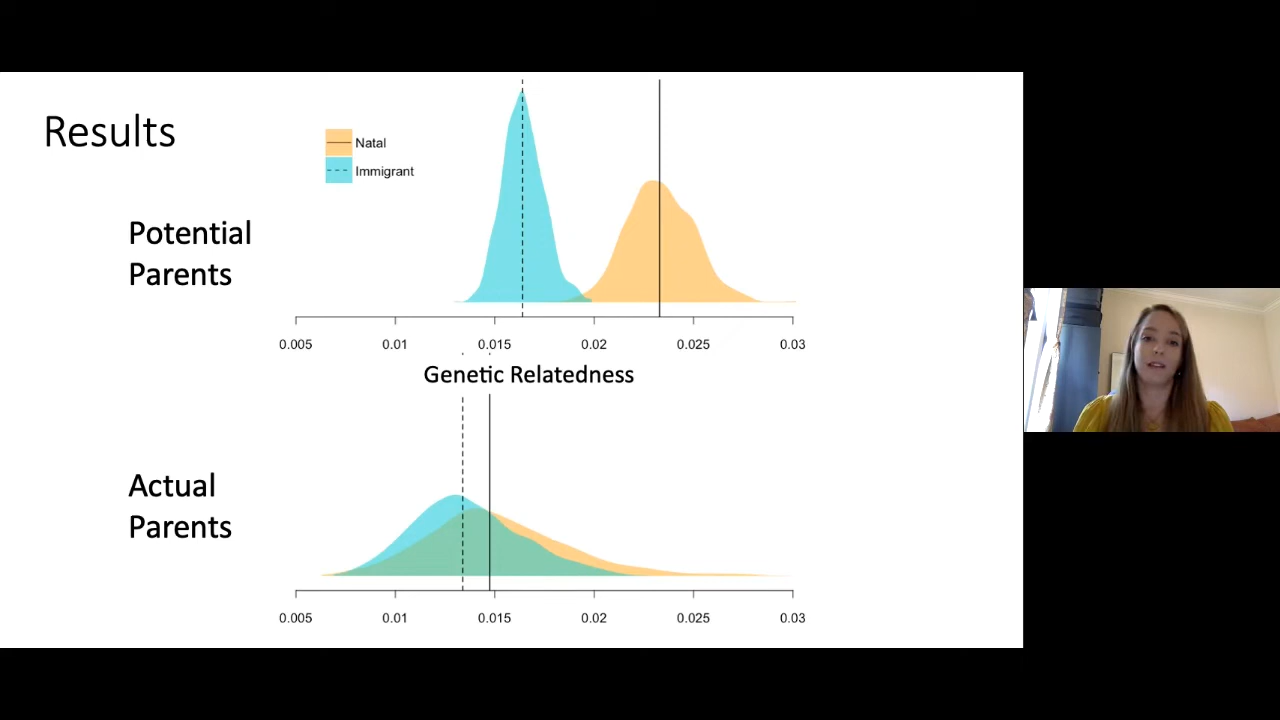 Results
Natal
Immigrant
Potential
Parents
0.005 0.01 0.015 0.02 0.025 0.03
Genetic Relatedness
Actual
Parents
0.005 0.01 0.015 0.02 0.025 0.03